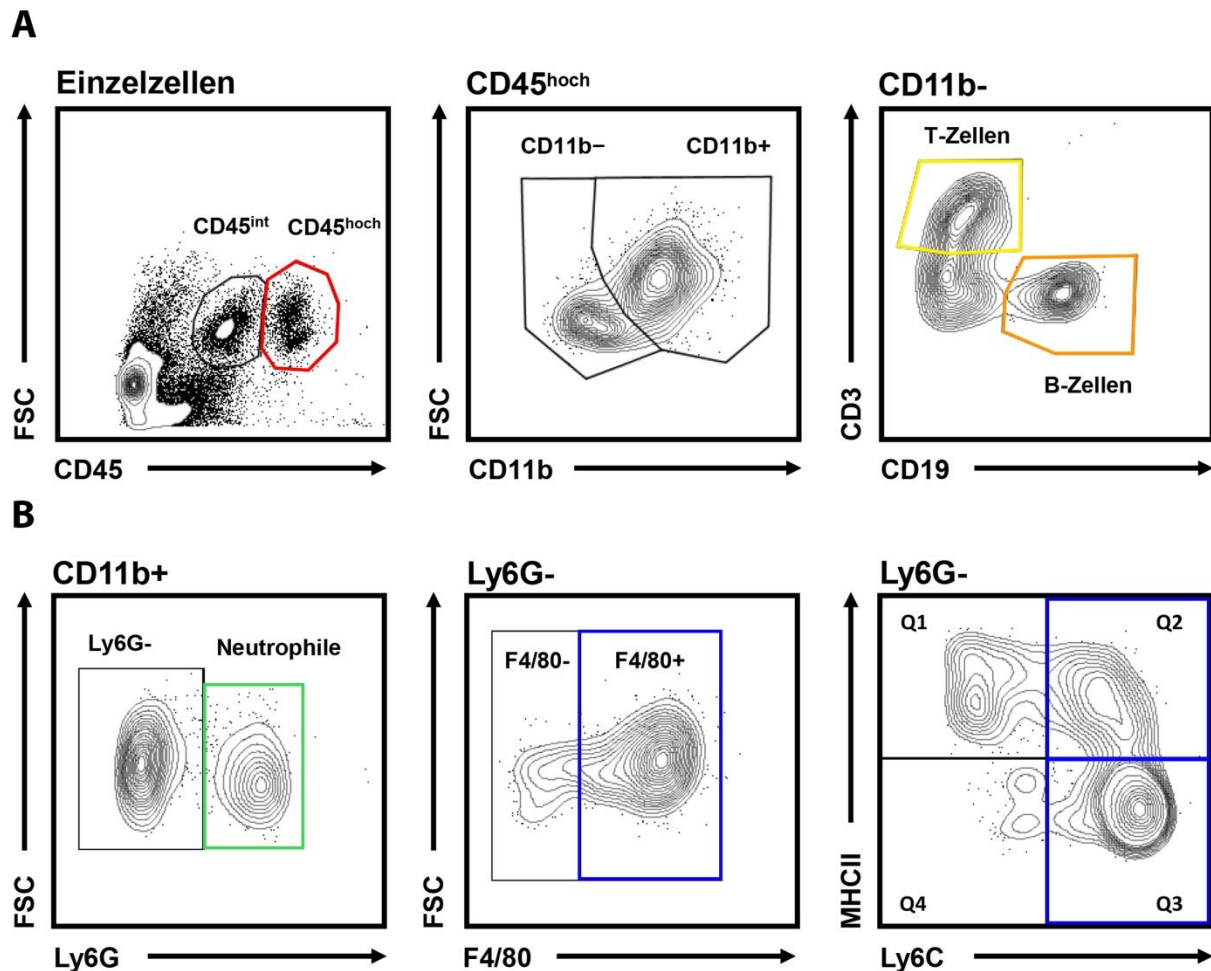 A
Einzelzellen
CD45int
CD45hoch
FSC
CD45
CD45hoch
CD11b–
CD11b+
FSC
CD11b
CD11b-
T-Zellen
B-Zellen
CD3
CD19
B
CD11b+
Ly6G-
Neutrophile
FSC
Ly6G
Ly6G-
F4/80-
F4/80+
FSC
F4/80
Ly6G-
Q1
Q2
Q4
Q3
MHCII
Ly6C